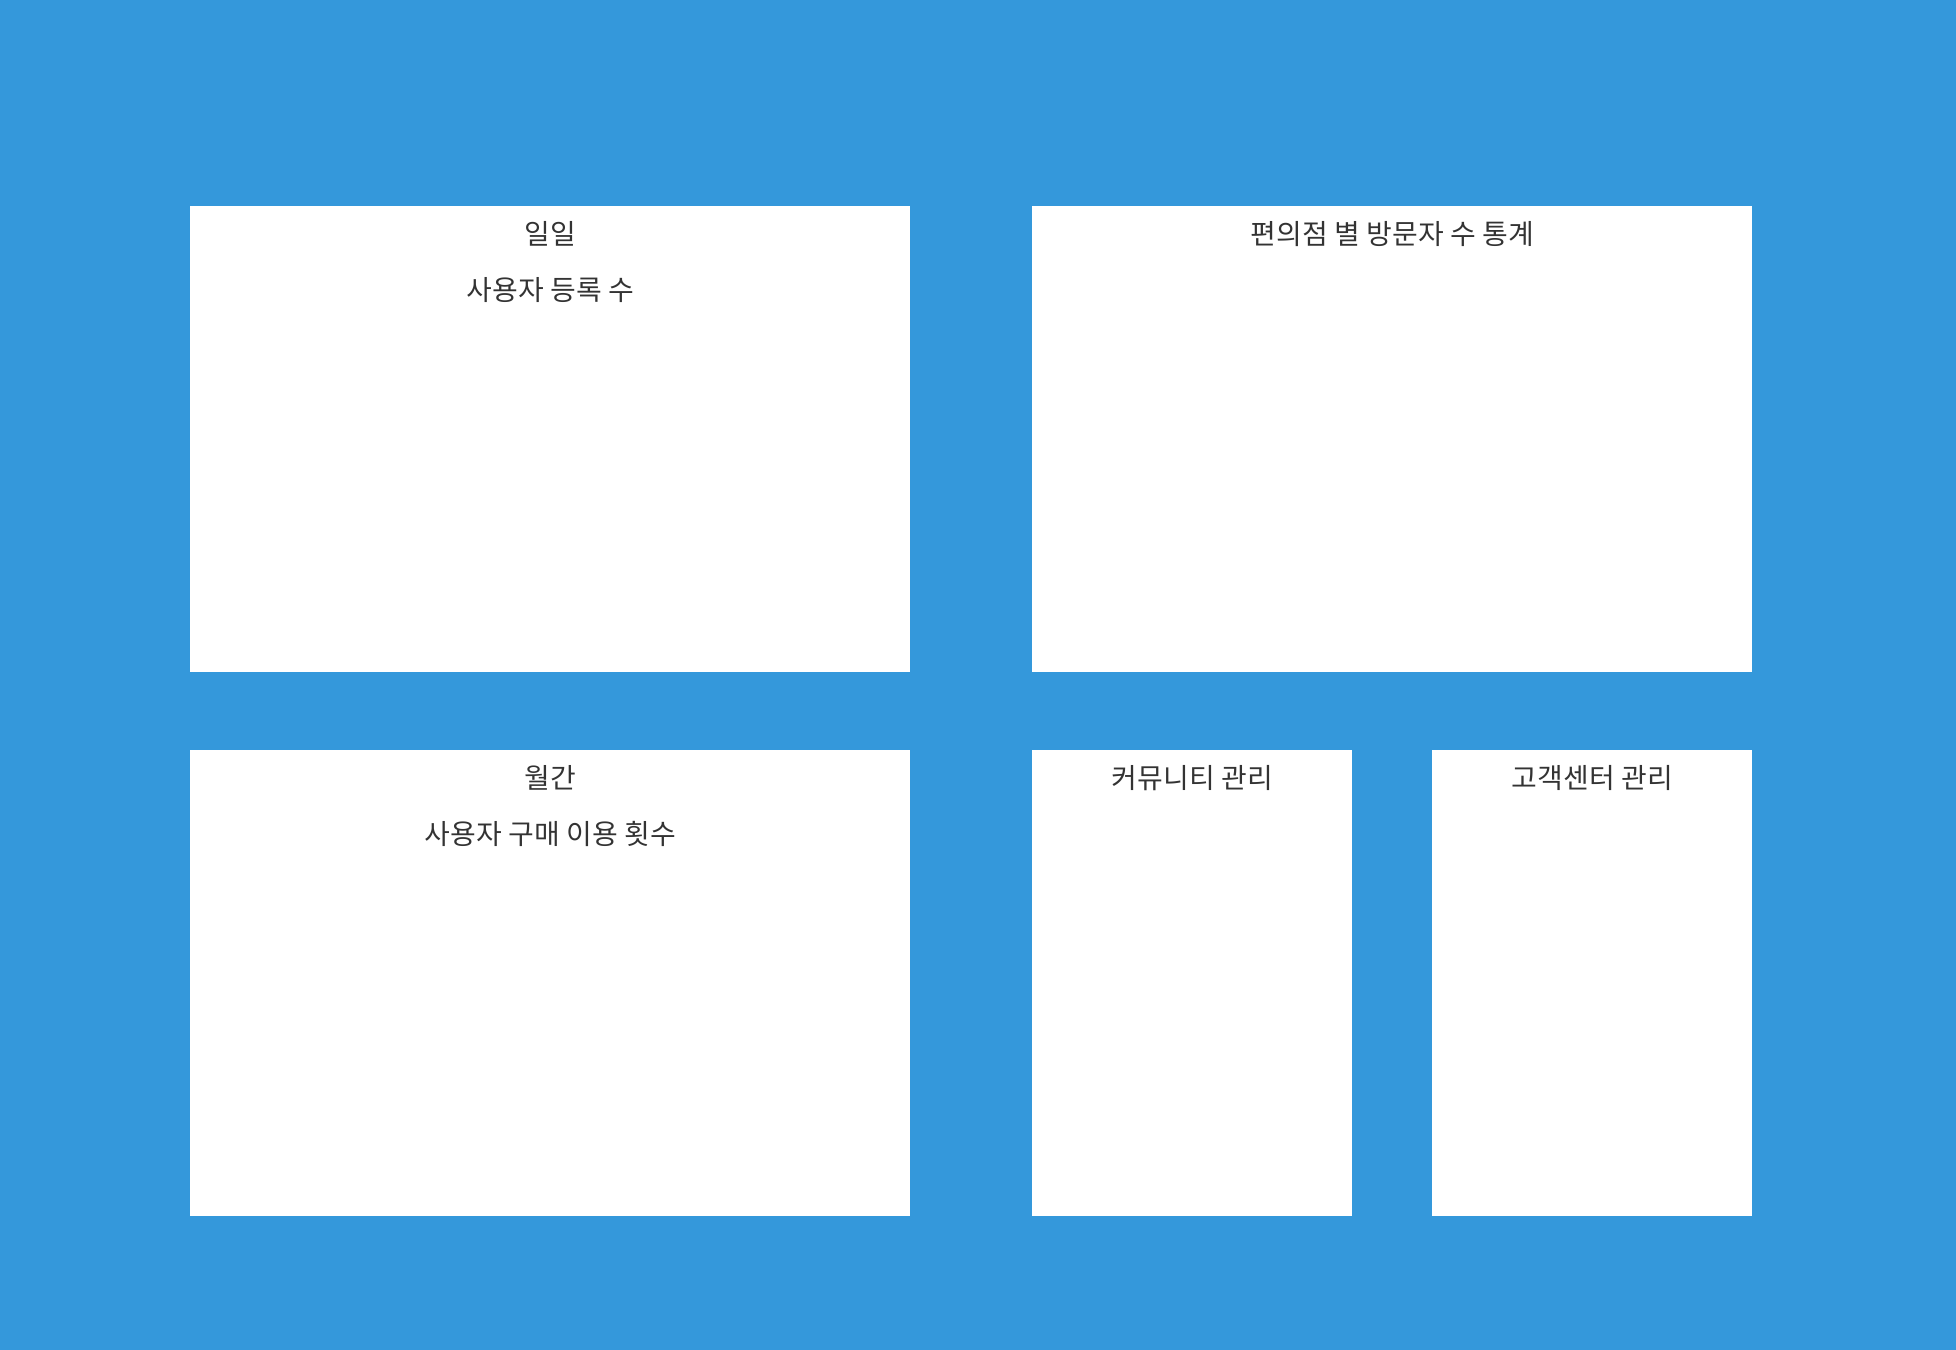 일일
사용자 등록 수
편의점 별 방문자 수 통계
월간
사용자 구매 이용 횟수
커뮤니티 관리
고객센터 관리